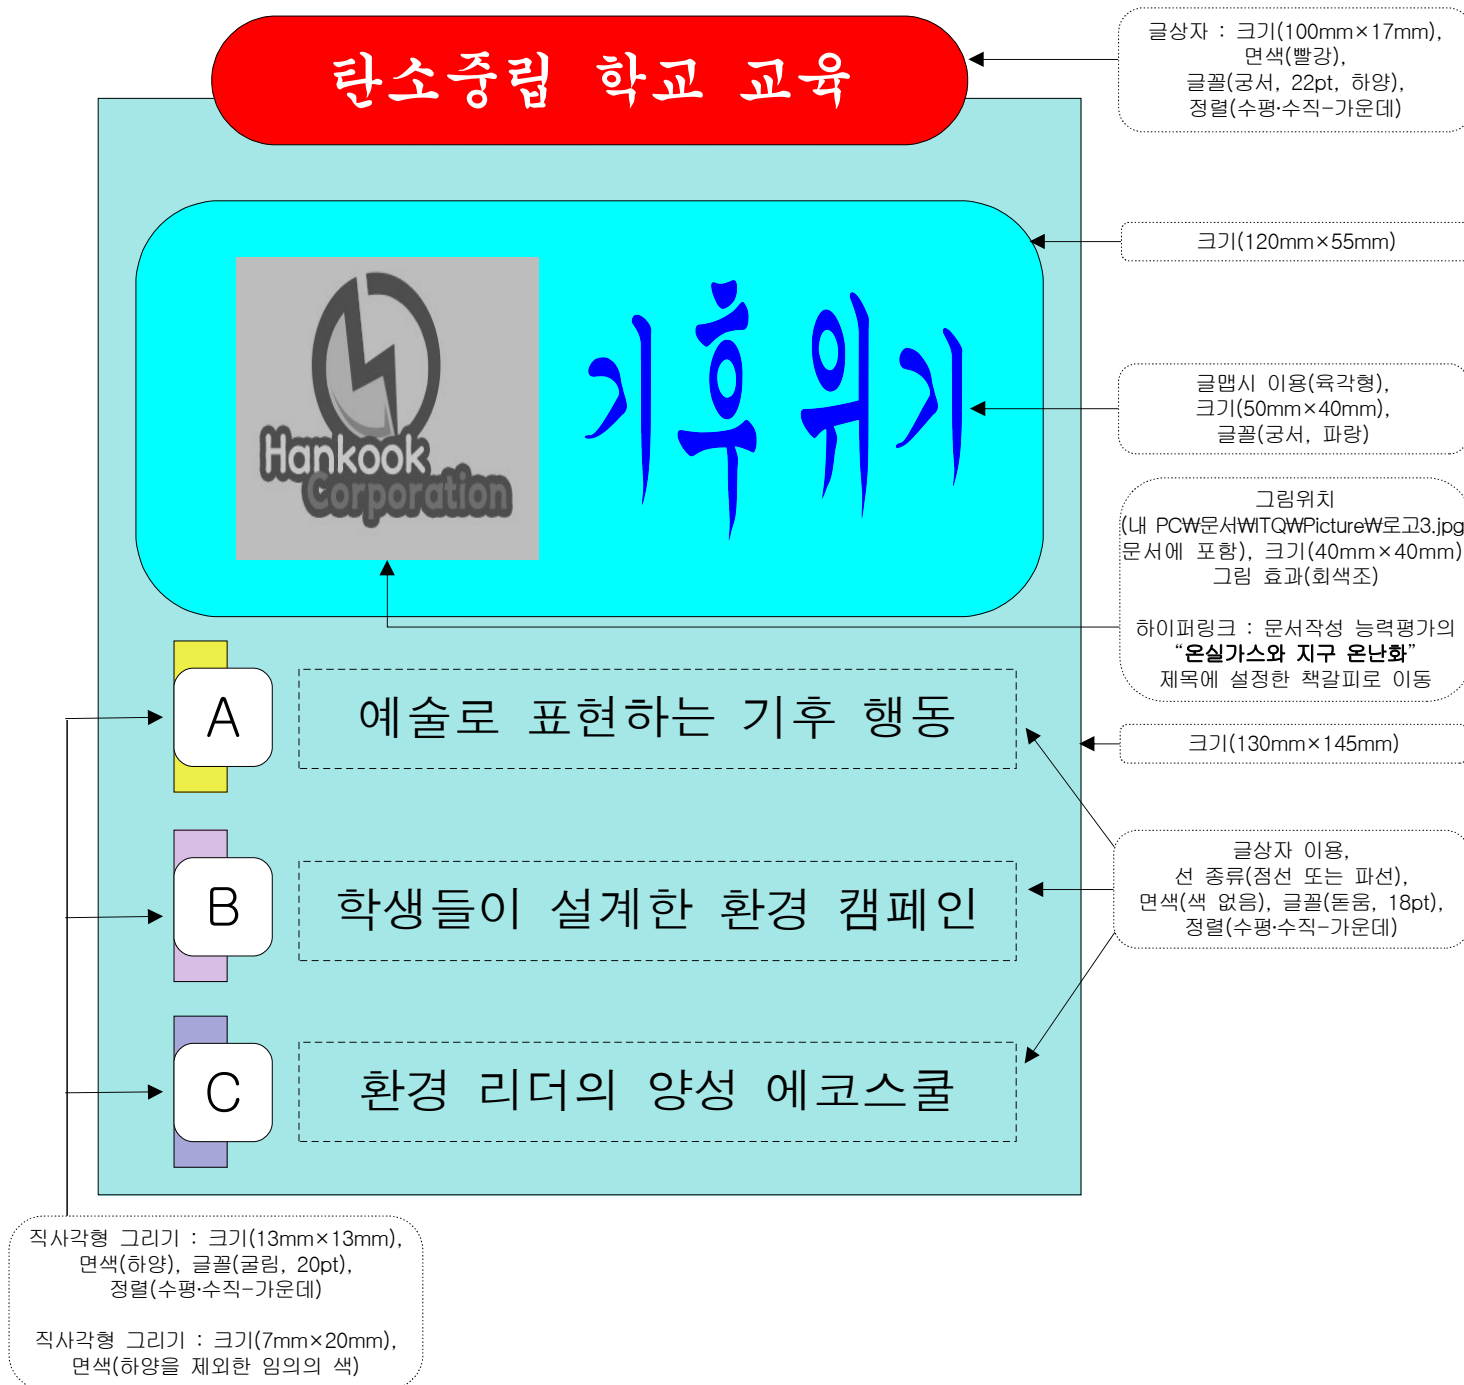 탄소중립 학교 교육
글상자 : 크기(100mm×17mm),
면색(빨강),
글꼴(궁서, 22pt, 하양),
정렬(수평·수직-가운데)
크기(120mm×55mm)
Hankook
Corporation
기후위기
글맵시 이용(육각형),
크기(50mm×40mm),
글꼴(궁서, 파랑)
그림위치
(내 PC₩문서₩ITQ₩Picture₩로고3.jpg
문서에 포함), 크기(40mm×40mm)
그림 효과(회색조)
하이퍼링크 : 문서작성 능력평가의
“온실가스와 지구 온난화”
제목에 설정한 책갈피로 이동
A 예술로 표현하는 기후 행동
크기(130mm×145mm)
B 학생들이 설계한 환경 캠페인
글상자 이용,
선 종류(점선 또는 파선),
면색(색 없음), 글꼴(돋움, 18pt),
정렬(수평·수직-가운데)
C 환경 리더의 양성 에코스쿨
직사각형 그리기 : 크기(13mm×13mm),
면색(하양), 글꼴(굴림, 20pt),
정렬(수평·수직-가운데)
직사각형 그리기 : 크기(7mm×20mm),
면색(하양을 제외한 임의의 색)